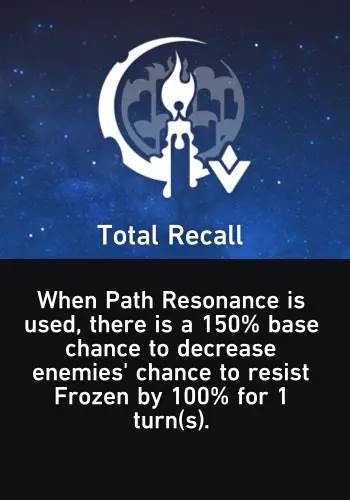 Total Recall
When Path Resonance is
used, there is a 150% base
chance to decrease
enemies' chance to resist
Frozen by 100% for 1
turn(s).